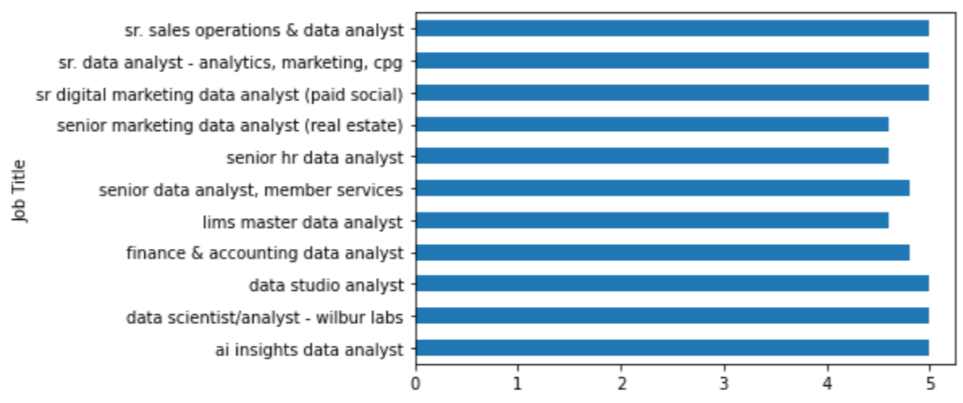 sr. sales operations & data analyst
sr. data analyst - analytics, marketing, cpg
sr digital marketing data analyst (paid social)
senior marketing data analyst (real estate)
senior hr data analyst
senior data analyst, member services
lims master data analyst
finance & accounting data analyst
data studio analyst
data scientist/analyst - wilbur labs
ai insights data analyst
Job Title
0 1 2 3 4 5